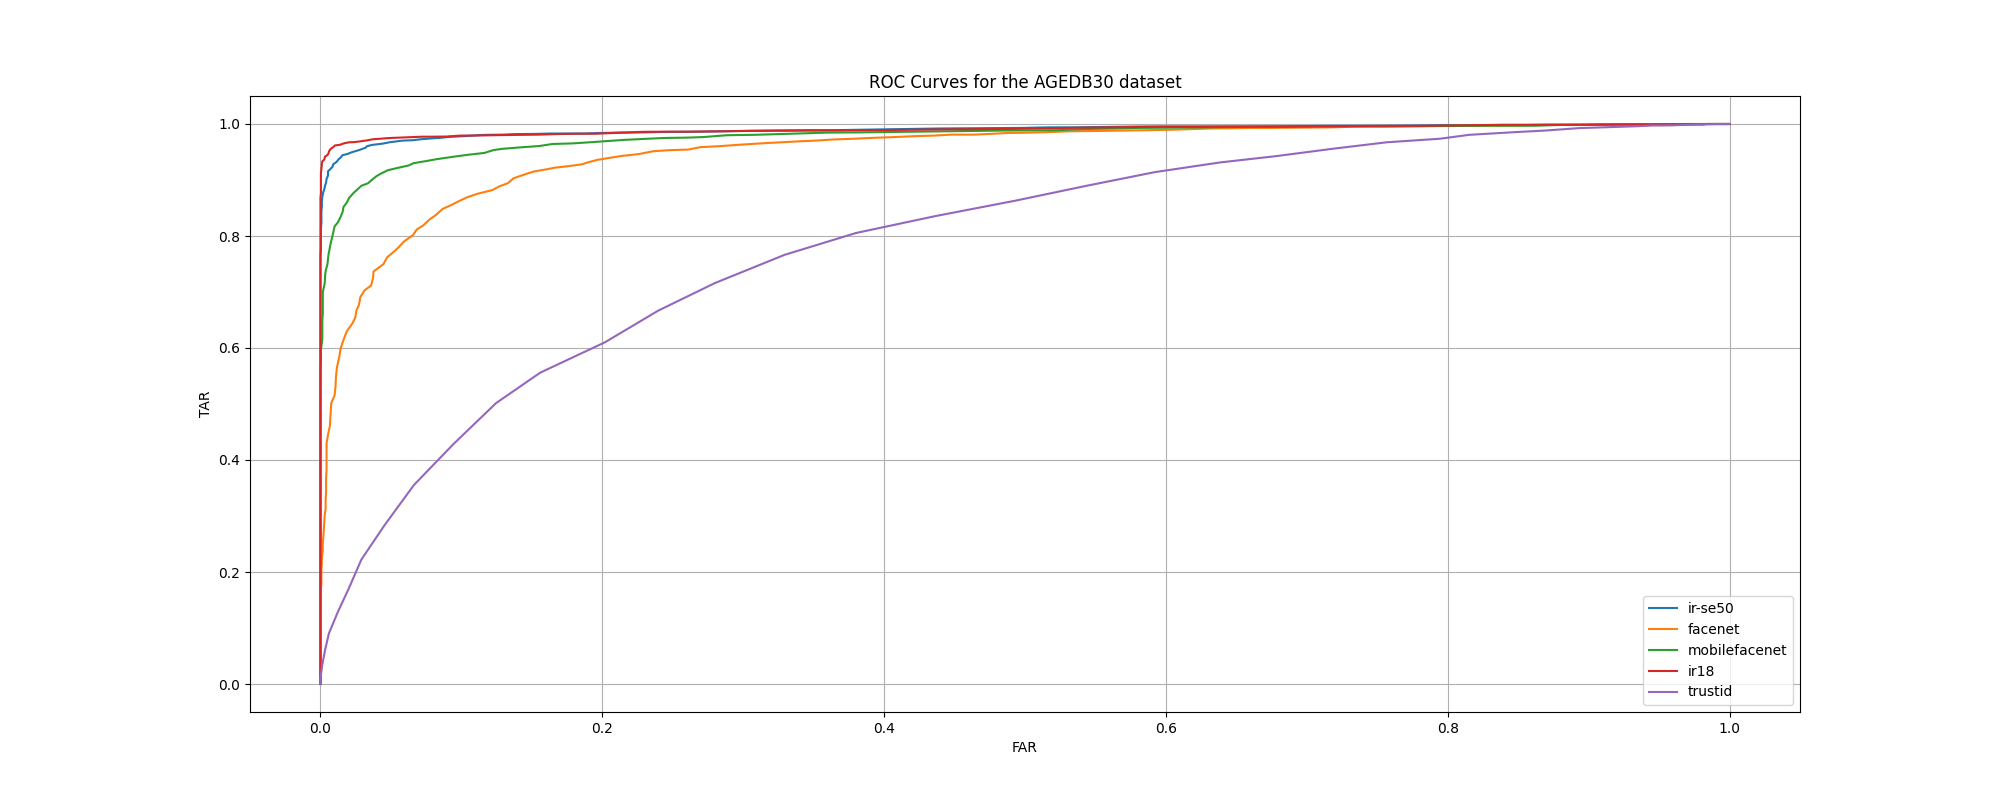 ROC Curves for the AGEDB30 dataset
TAR
1.0
0.8
0.6
0.4
0.2
0.0
0.0 0.2 0.4 0.6 0.8 1.0
FAR
ir-se50
facenet
mobilefacenet
ir18
trustid